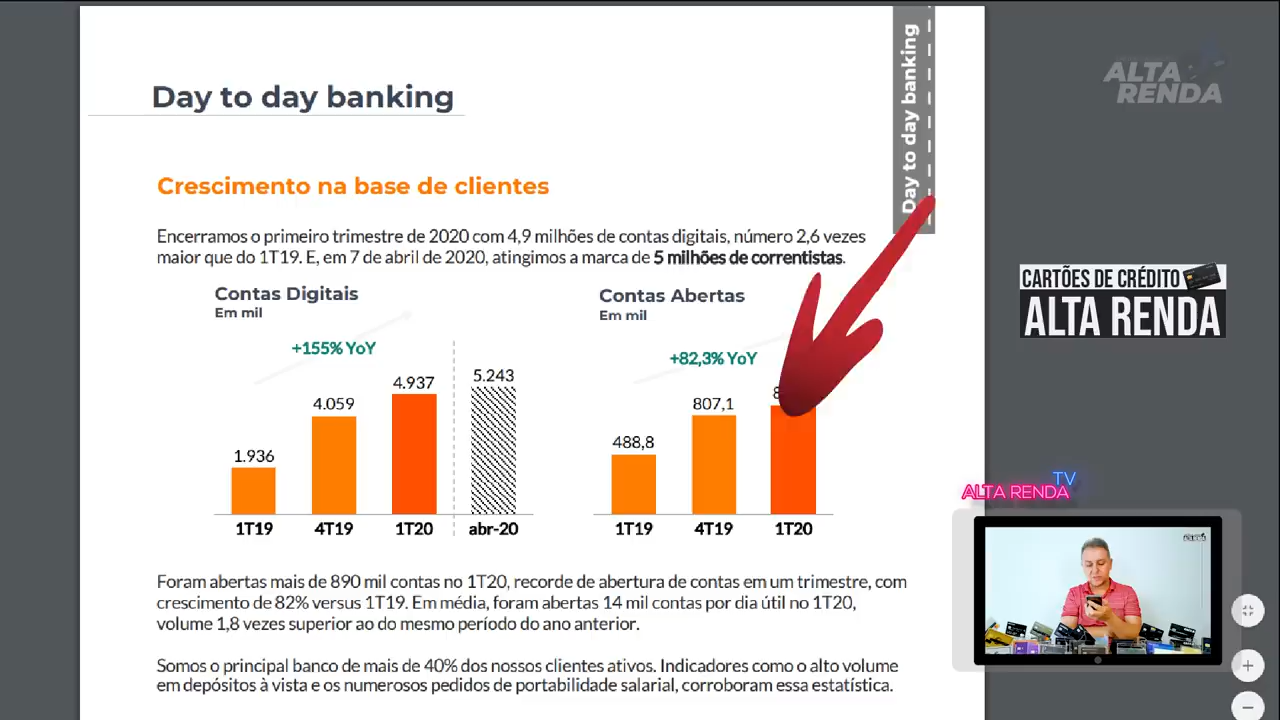 Day to day banking
Day to day banking
ALTA
RENDA
Crescimento na base de clientes
Encerramos o primeiro trimestre de 2020 com 4,9 milhões de contas digitais, número 2,6 vezes
maior que do 1T19. E, em 7 de abril de 2020, atingimos a marca de 5 milhões de correntistas.
Contas Digitais
Em mil
+155% YoY
1.936
4.059
4.937
5.243
1T19
4T19
1T20
abr-20
Contas Abertas
Em mil
+82,3% YoY
488,8
807,1
1T19
4T19
1T20
CARTÕES DE CRÉDITO
ALTA RENDA
ALTA RENDA TV
Foram abertas mais de 890 mil contas no 1T20, recorde de abertura de contas em um trimestre, com
crescimento de 82% versus 1T19. Em média, foram abertas 14 mil contas por dia útil no 1T20,
volume 1,8 vezes superior ao do mesmo período do ano anterior.
Somos o principal banco de mais de 40% dos nossos clientes ativos. Indicadores como o alto volume
em depósitos à vista e os numerosos pedidos de portabilidade salarial, corroboram essa estatística.